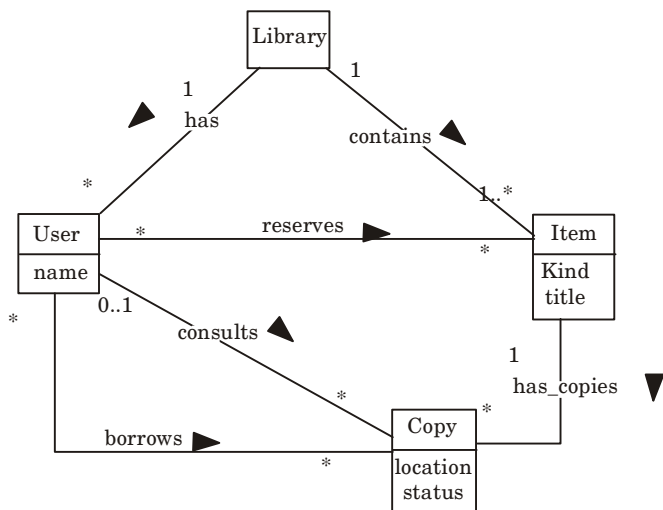 Library
1
1
has
contains
*
1..*
User
*
reserves
*
Item
name
Kind
title
0..1
*
consults
1
has_copies
*
*
Copy
borrows
*
location
status